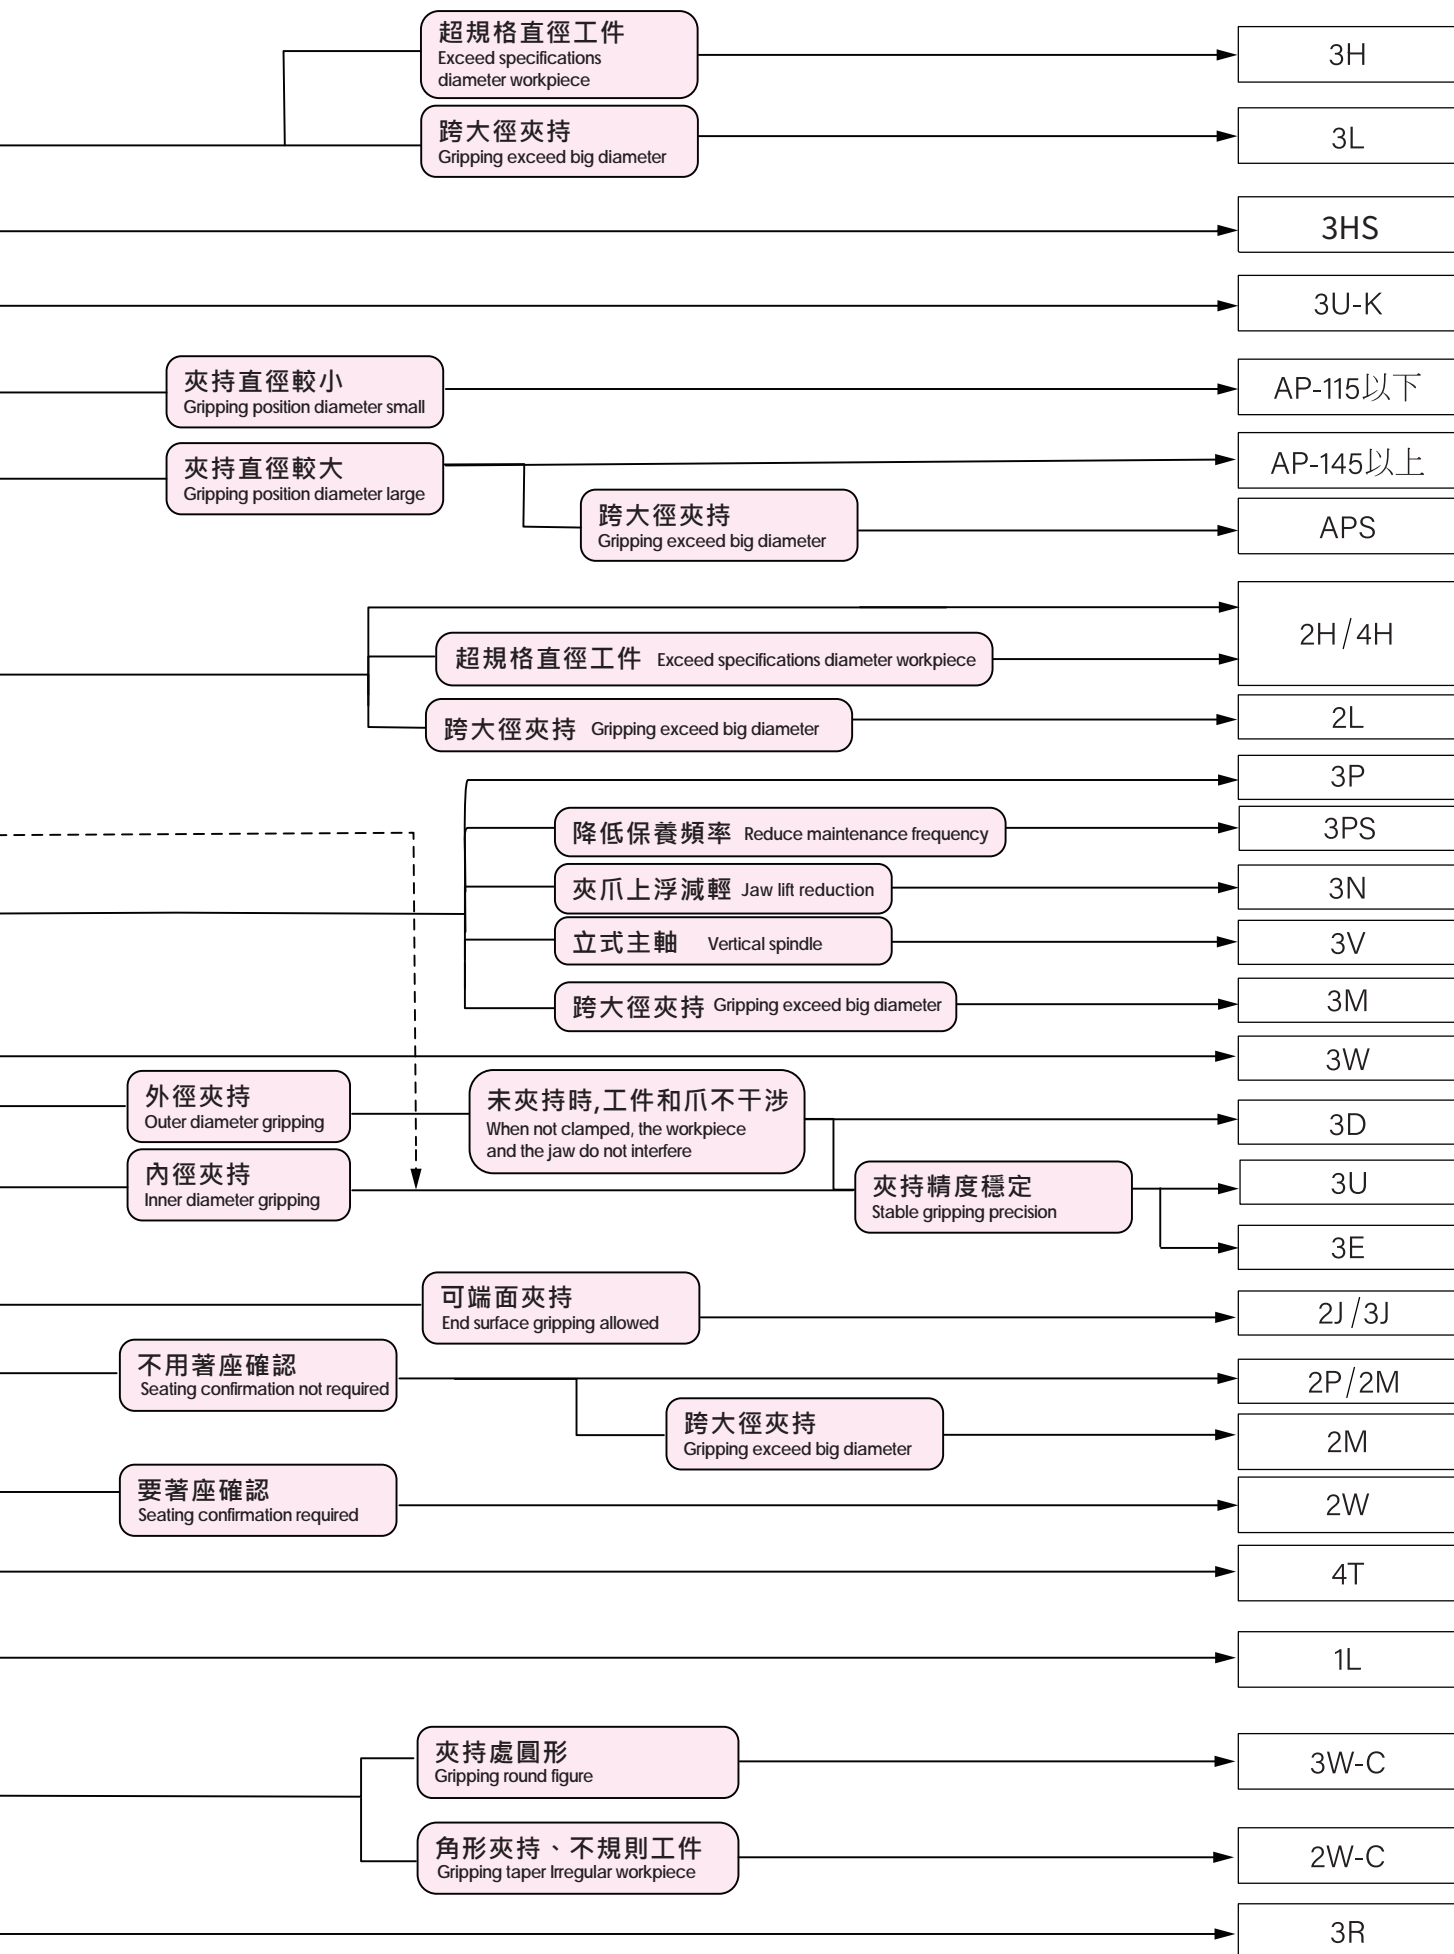 超規格直徑工件
Exceed specifications
diameter workpiece
3H
跨大徑夾持
Gripping exceed big diameter
3L
3HS
3U-K
夾持直徑較小
Gripping position diameter small
AP-115以下
夾持直徑較大
Gripping position diameter large
AP-145以上
跨大徑夾持
Gripping exceed big diameter
APS
2H/4H
超規格直徑工件 Exceed specifications diameter workpiece
跨大徑夾持 Gripping exceed big diameter
2L
3P
降低保養頻率 Reduce maintenance frequency
3PS
夾爪上浮減輕 Jaw lift reduction
3N
立式主軸 Vertical spindle
3V
跨大徑夾持 Gripping exceed big diameter
3M
3W
外徑夾持
Outer diameter gripping
未夾持時,工件和爪不干涉
When not clamped, the workpiece
and the jaw do not interfere
3D
內徑夾持
Inner diameter gripping
夾持精度穩定
Stable gripping precision
3U
3E
可端面夾持
End surface gripping allowed
2J/3J
不用著座確認
Seating confirmation not required
2P/2M
跨大徑夾持
Gripping exceed big diameter
2M
要著座確認
Seating confirmation required
2W
4T
1L
夾持處圓形
Gripping round figure
3W-C
角形夾持、不規則工件
Gripping taper Irregular workpiece
2W-C
3R